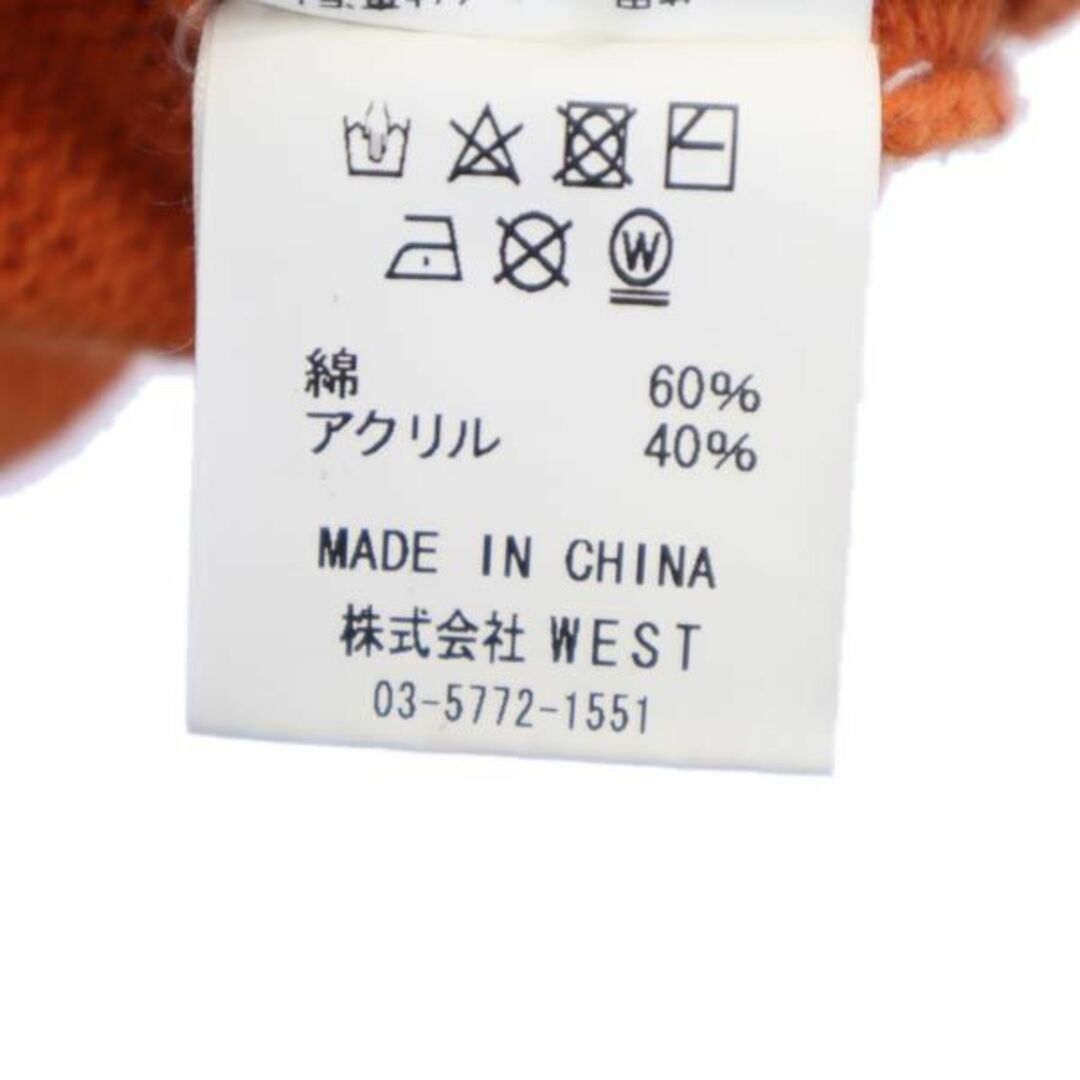 W
綿 60%
アクリル 40%
MADE IN CHINA
株式会社 WEST
03-5772-1551